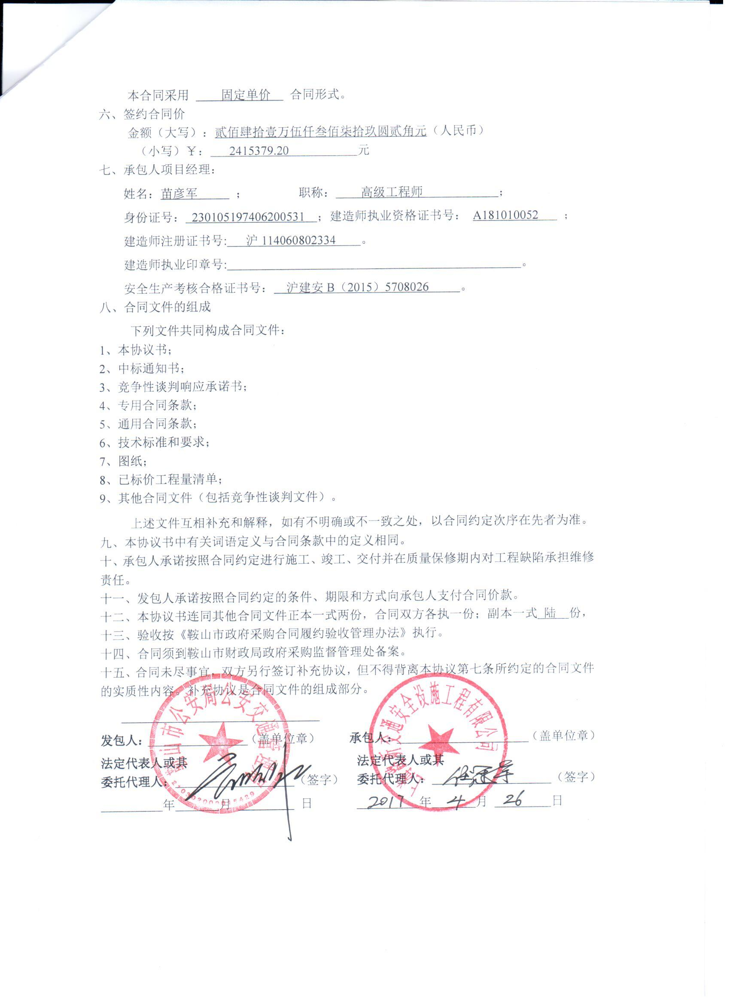 本合同采用 固定单价 合同形式。
六、签约合同价
金额（大写）：贰佰肆拾壹万伍仟叁佰柒拾玖圆贰角元（人民币）
（小写）￥： 2415379.20 元
七、承包人项目经理：
姓名：苗彦军 ； 职称： 高级工程师 ；
身份证号： 230105197406200531 ；建造师执业资格证书号： A181010052 ；
建造师注册证书号: 沪 114060802334 。
建造师执业印章号: 。
安全生产考核合格证书号： 沪建安 B（2015）5708026 。
八、合同文件的组成
下列文件共同构成合同文件：
1、本协议书；
2、中标通知书；
3、竞争性谈判响应承诺书；
4、专用合同条款；
5、通用合同条款；
6、技术标准和要求；
7、图纸；
8、已标价工程量清单；
9、其他合同文件（包括竞争性谈判文件）。
上述文件互相补充和解释，如有不明确或不一致之处，以合同约定次序在先者为准。
九、本协议书中有关词语定义与合同条款中的定义相同。
十、承包人承诺按照合同约定进行施工、竣工、交付并在质量保修期内对工程缺陷承担维修
责任。
十一、发包人承诺按照合同约定的条件、期限和方式向承包人支付合同价款。
十二、本协议书连同其他合同文件正本一式两份，合同双方各执一份；副本一式 陆 份，
十三、验收按《鞍山市政府采购合同履约验收管理办法》执行。
十四、合同须到鞍山市财政局政府采购监督管理处备案。
十五、合同未尽事宜，双方另行签订补充协议，但不得背离本协议第七条所约定的合同文件
的实质性内容。补充协议是合同文件的组成部分。
鞍山市公安局公安交通
交通安全设施工程有限公司
发包人： （盖单位章） 承包人： （盖单位章）
法定代表人或其 法定代表人或其
委托代理人： （签字） 委托代理人： （签字）
年 月 日 2017 年 4 月 26 日